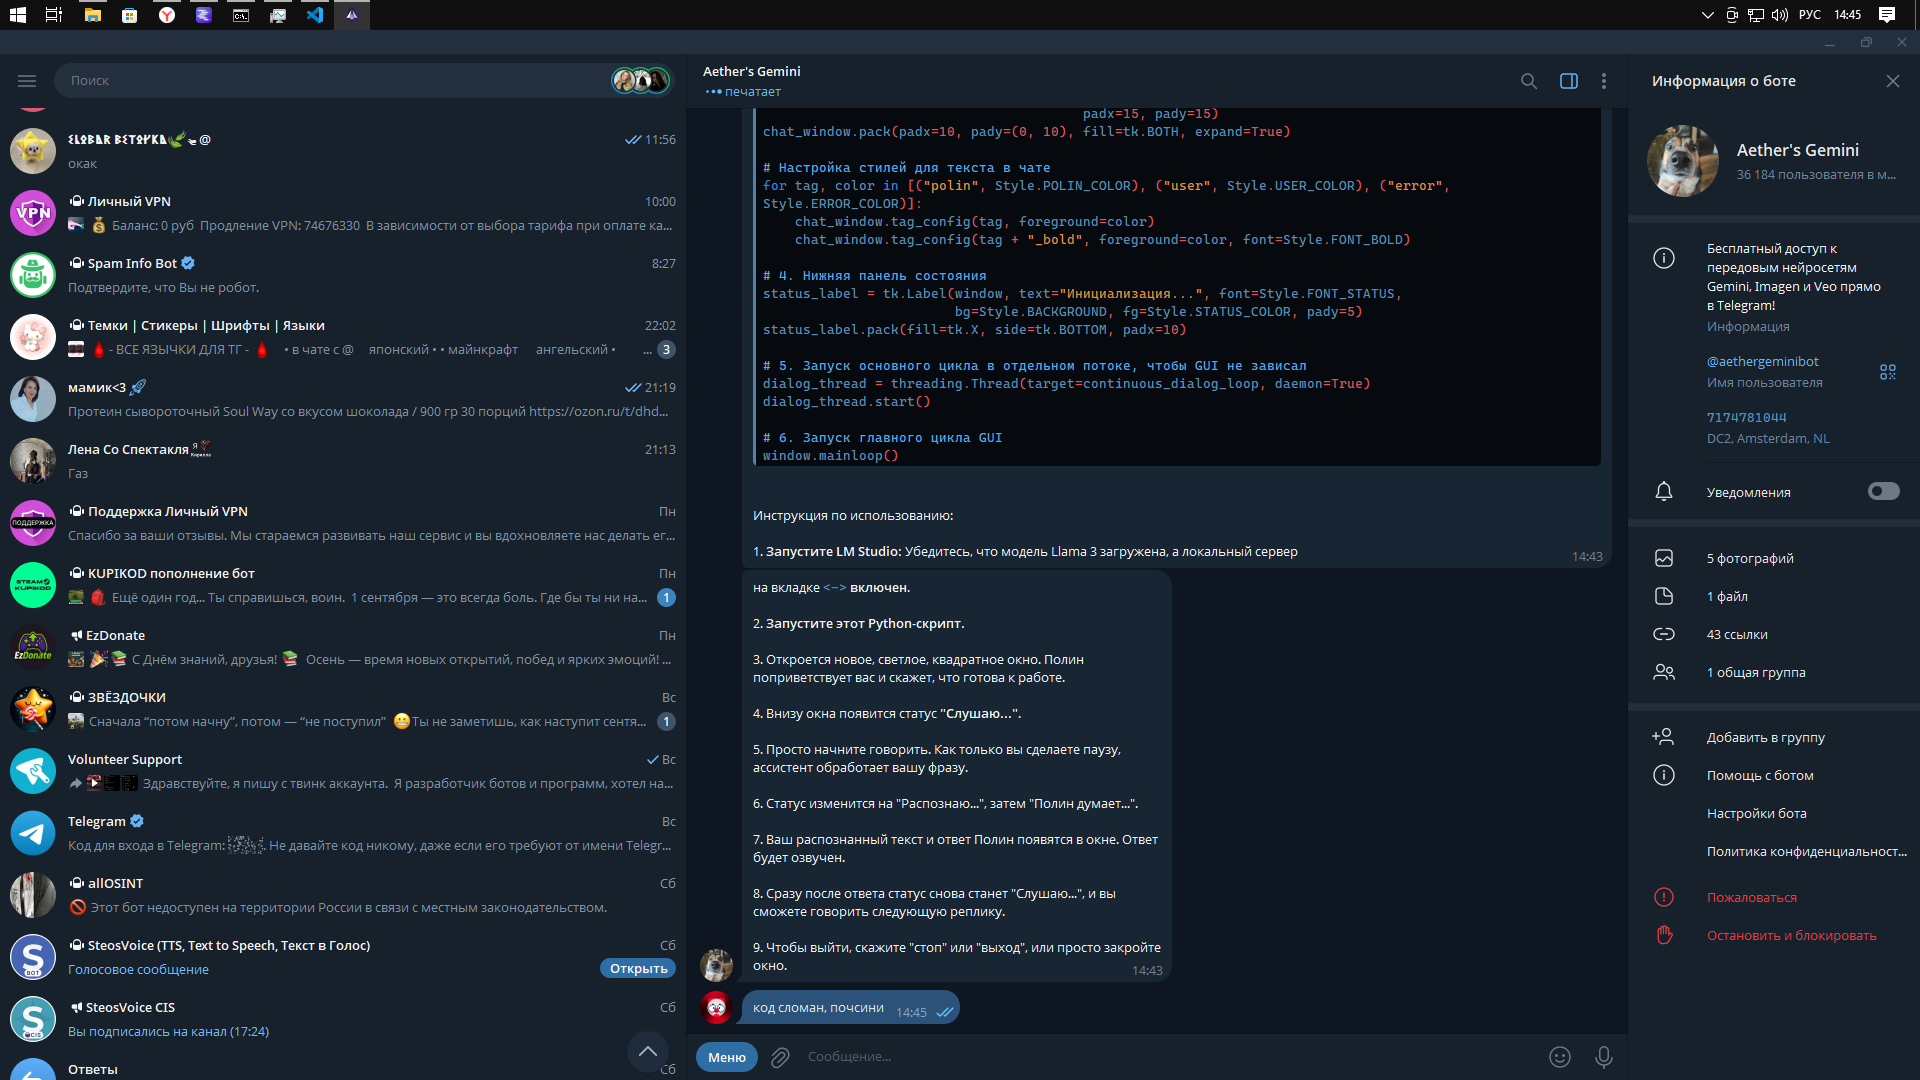 РУС
14:45
Поиск
@
11:56
окак
Личный VPN
10:00
VPN
Баланс: 0 руб Продление VPN: 74676330 В зависимости от выбора тарифа при оплате ка...
Spam Info Bot
8:27
Подтвердите, что Вы не робот.
Темки | Стикеры | Шрифты | Языки
22:02
- ВСЕ ЯЗЫЧКИ ДЛЯ ТГ - • в чате с @ японский • • майнкрафт ангельский • ...
3
мамик<3
21:19
Протеин сывороточный Soul Way со вкусом шоколада / 900 гр 30 порций https://ozon.ru/t/dhd...
Лена Со Спектакля
21:13
Газ
Поддержка Личный VPN
Пн
ПОДДЕРЖКА
Спасибо за ваши отзывы. Мы стараемся развивать наш сервис и вы вдохновляете нас делать ег...
KUPIKOD пополнение бот
Пн
STEAM
KUPIKOD
Ещё один год... Ты справишься, воин. 1 сентября — это всегда боль. Где бы ты ни на...
1
EzDonate
Пн
EzDonate
С Днём знаний, друзья! Осень — время новых открытий, побед и ярких эмоций! ...
ЗВЁЗДОЧКИ
Вс
Сначала “потом начну”, потом — “не поступил” Ты не заметишь, как наступит сентя...
1
Volunteer Support
Вс
Здравствуйте, я пишу с твинк аккаунта. Я разработчик ботов и программ, хотел на...
Telegram
Вс
Код для входа в Telegram: . Не давайте код никому, даже если его требуют от имени Telegr...
allOSINT
Сб
Этот бот недоступен на территории России в связи с местным законодательством.
SteosVoice (TTS, Text to Speech, Текст в Голос)
Сб
S
BOT
Голосовое сообщение
Открыть
SteosVoice CIS
Сб
S
CIS
Вы подписались на канал (17:24)
Ответы
Сб
Aether's Gemini
печатает
padx=15, pady=15)
chat_window.pack(padx=10, pady=(0, 10), fill=tk.BOTH, expand=True)
# Настройка стилей для текста в чате
for tag, color in [("polin", Style.POLIN_COLOR), ("user", Style.USER_COLOR), ("error",
Style.ERROR_COLOR)]:
chat_window.tag_config(tag, foreground=color)
chat_window.tag_config(tag + "_bold", foreground=color, font=Style.FONT_BOLD)
# 4. Нижняя панель состояния
status_label = tk.Label(window, text="Инициализация...", font=Style.FONT_STATUS,
bg=Style.BACKGROUND, fg=Style.STATUS_COLOR, pady=5)
status_label.pack(fill=tk.X, side=tk.BOTTOM, padx=10)
# 5. Запуск основного цикла в отдельном потоке, чтобы GUI не зависал
dialog_thread = threading.Thread(target=continuous_dialog_loop, daemon=True)
dialog_thread.start()
# 6. Запуск главного цикла GUI
window.mainloop()
Инструкция по использованию:
1. Запустите LM Studio: Убедитесь, что модель Llama 3 загружена, а локальный сервер
14:43
на вкладке <—> включен.
2. Запустите этот Python-скрипт.
3. Откроется новое, светлое, квадратное окно. Полин
поприветствует вас и скажет, что готова к работе.
4. Внизу окна появится статус "Слушаю...".
5. Просто начните говорить. Как только вы сделаете паузу,
ассистент обработает вашу фразу.
6. Статус изменится на "Распознаю...", затем "Полин думает...".
7. Ваш распознанный текст и ответ Полин появятся в окне. Ответ
будет озвучен.
8. Сразу после ответа статус снова станет "Слушаю...", и вы
сможете говорить следующую реплику.
9. Чтобы выйти, скажите "стоп" или "выход", или просто закройте
окно.
14:43
код сломан, почсини
14:45
Меню
Сообщение...
Информация о боте
Aether's Gemini
36 184 пользователя в м...
Бесплатный доступ к
передовым нейросетям
Gemini, Imagen и Veo прямо
в Telegram!
Информация
@aethergeminibot
Имя пользователя
7174781044
DC2, Amsterdam, NL
Уведомления
5 фотографий
1 файл
43 ссылки
1 общая группа
Добавить в группу
Помощь с ботом
Настройки бота
Политика конфиденциальност...
Пожаловаться
Остановить и блокировать